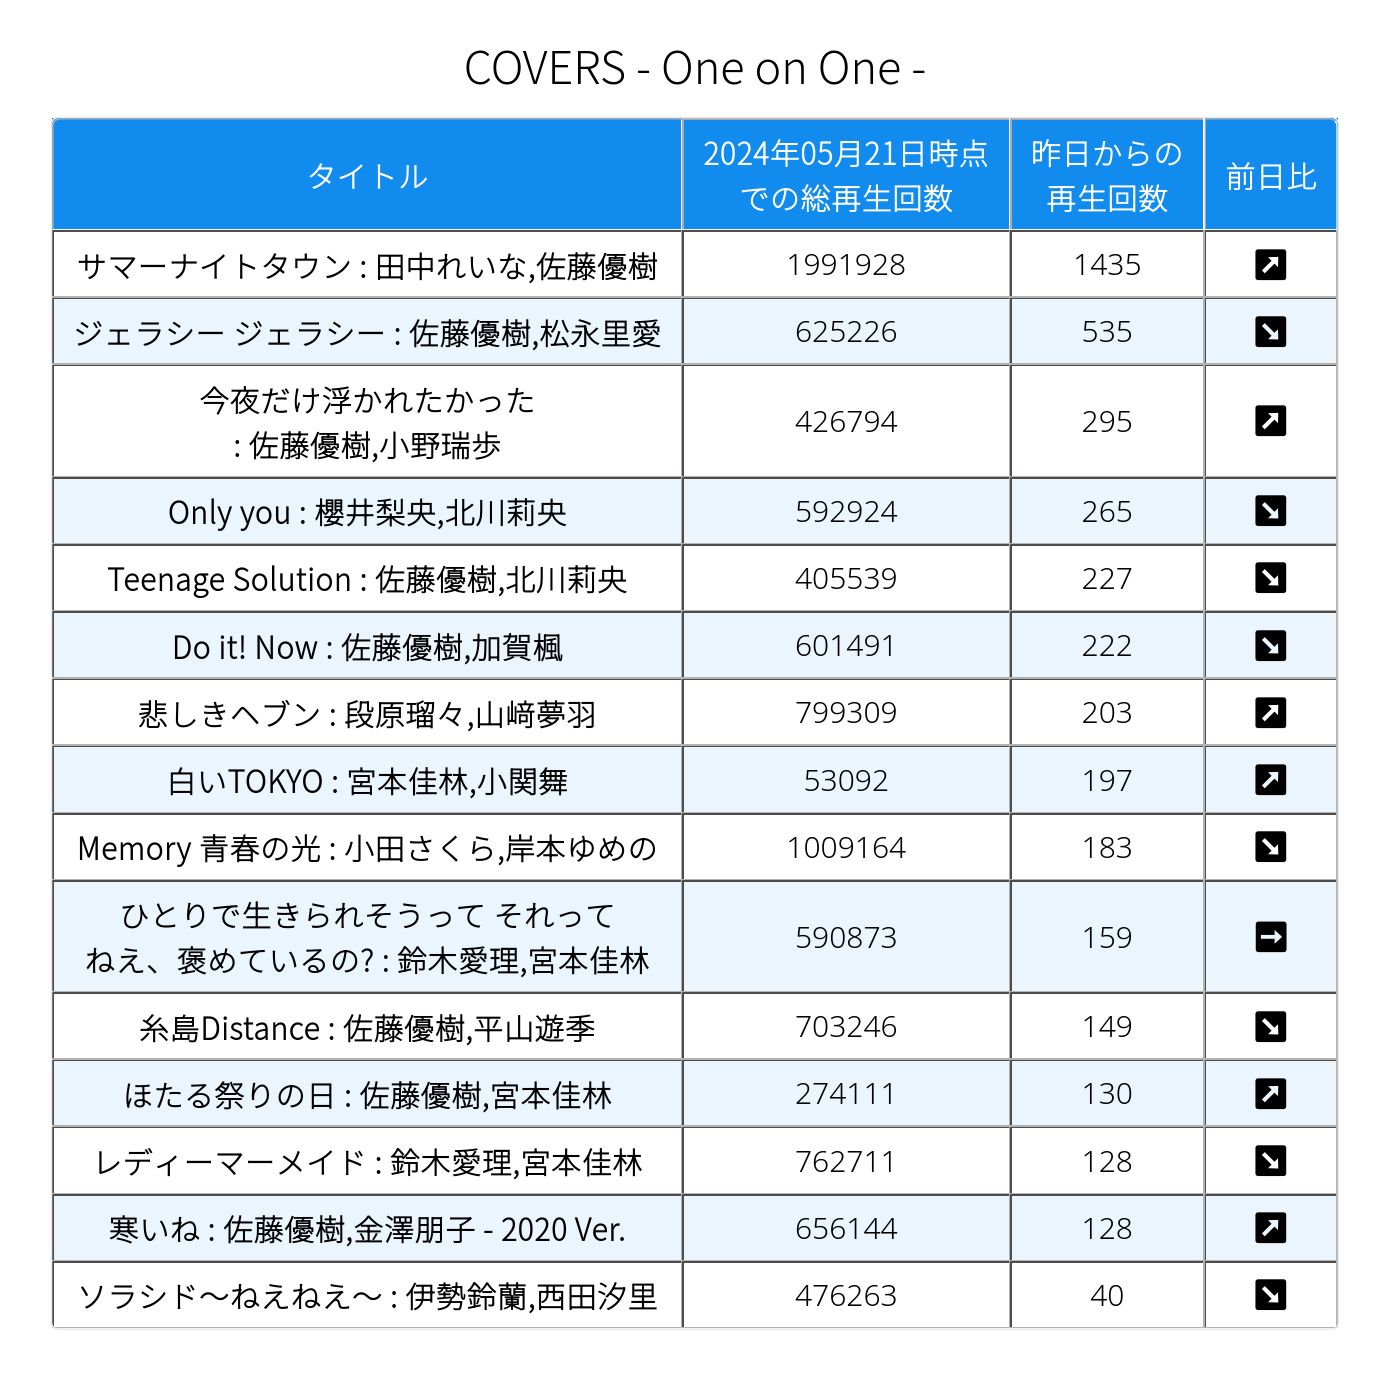 COVERS - One on One -
タイトル
2024年05月21日時点
での総再生回数
昨日からの
再生回数
前日比
サマーナイトタウン : 田中れいな,佐藤優樹 1991928 1435 ↗
ジェラシー ジェラシー : 佐藤優樹,松永里愛 625226 535 ↘
今夜だけ浮かれたかった
: 佐藤優樹,小野瑞歩 426794 295 ↗
Only you : 櫻井梨央,北川莉央 592924 265 ↘
Teenage Solution : 佐藤優樹,北川莉央 405539 227 ↘
Do it! Now : 佐藤優樹,加賀楓 601491 222 ↘
悲しきヘブン : 段原瑠々,山﨑夢羽 799309 203 ↗
白いTOKYO : 宮本佳林,小関舞 53092 197 ↗
Memory 青春の光 : 小田さくら,岸本ゆめの 1009164 183 ↘
ひとりで生きられそうって それって
ねえ、褒めているの? : 鈴木愛理,宮本佳林 590873 159 →
糸島Distance : 佐藤優樹,平山遊季 703246 149 ↘
ほたる祭りの日 : 佐藤優樹,宮本佳林 274111 130 ↗
レディーマーメイド : 鈴木愛理,宮本佳林 762711 128 ↘
寒いね : 佐藤優樹,金澤朋子 - 2020 Ver. 656144 128 ↗
ソラシド～ねえねえ～ : 伊勢鈴蘭,西田汐里 476263 40 ↘